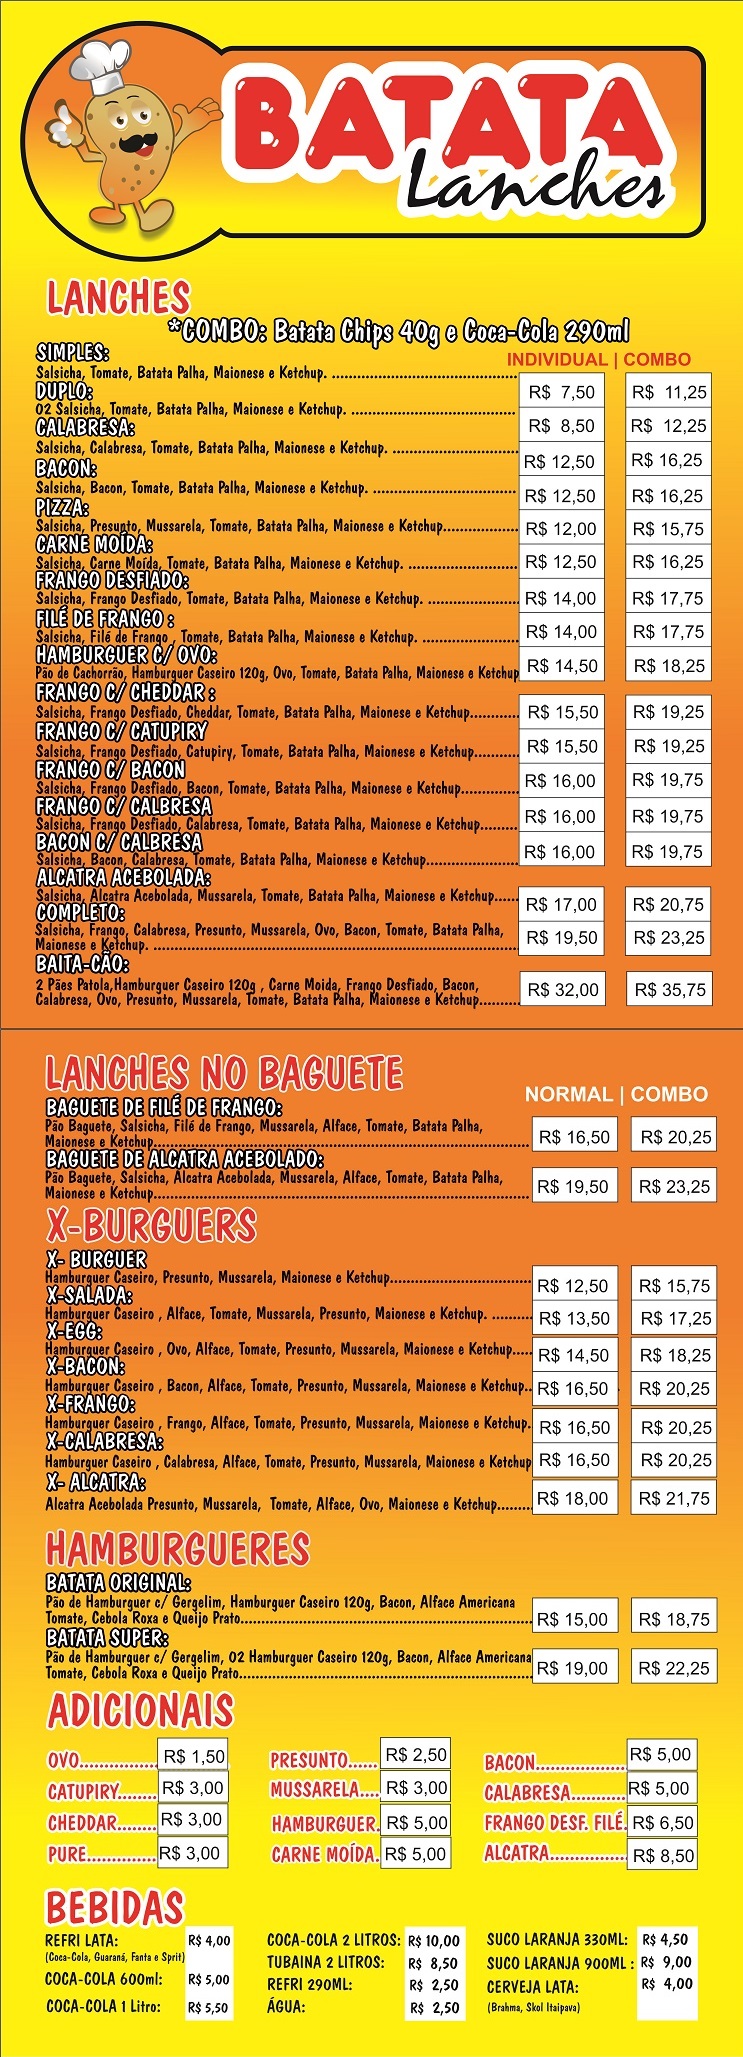 BATATA
Lanches
LANCHES
*COMBO: Batata Chips 40g e Coca-Cola 290ml
INDIVIDUAL | COMBO
SIMPLES:
Salsicha, Tomate, Batata Palha, Maionese e Ketchup. ........ R$ 7,50 R$ 11,25
DUPLO:
02 Salsicha, Tomate, Batata Palha, Maionese e Ketchup. ........ R$ 8,50 R$ 12,25
CALABRESA:
Salsicha, Calabresa, Tomate, Batata Palha, Maionese e Ketchup. ........ R$ 12,50 R$ 16,25
BACON:
Salsicha, Bacon, Tomate, Batata Palha, Maionese e Ketchup. ........ R$ 12,50 R$ 16,25
PIZZA:
Salsicha, Presunto, Mussarela, Tomate, Batata Palha, Maionese e Ketchup........ R$ 12,00 R$ 15,75
CARNE MOÍDA:
Salsicha, Carne Moída, Tomate, Batata Palha, Maionese e Ketchup. ........ R$ 12,50 R$ 16,25
FRANGO DESFIADO:
Salsicha, Frango Desfiado, Tomate, Batata Palha, Maionese e Ketchup. ........ R$ 14,00 R$ 17,75
FILÉ DE FRANGO :
Salsicha, Filé de Frango , Tomate, Batata Palha, Maionese e Ketchup. ........ R$ 14,00 R$ 17,75
HAMBURGUER C/ OVO:
Pão de Cachorrão, Hamburguer Caseiro 120g, Ovo, Tomate, Batata Palha, Maionese e Ketchup R$ 14,50 R$ 18,25
FRANGO C/ CHEDDAR :
Salsicha, Frango Desfiado, Cheddar, Tomate, Batata Palha, Maionese e Ketchup........ R$ 15,50 R$ 19,25
FRANGO C/ CATUPIRY
Salsicha, Frango Desfiado, Catupiry, Tomate, Batata Palha, Maionese e Ketchup........ R$ 15,50 R$ 19,25
FRANGO C/ BACON
Salsicha, Frango Desfiado, Bacon, Tomate, Batata Palha, Maionese e Ketchup........ R$ 16,00 R$ 19,75
FRANGO C/ CALBRESA
Salsicha, Frango Desfiado, Calabresa, Tomate, Batata Palha, Maionese e Ketchup........ R$ 16,00 R$ 19,75
BACON C/ CALBRESA
Salsicha, Bacon, Calabresa, Tomate, Batata Palha, Maionese e Ketchup........ R$ 16,00 R$ 19,75
ALCATRA ACEBOLADA:
Salsicha, Alcatra Acebolada, Mussarela, Tomate, Batata Palha, Maionese e Ketchup...... R$ 17,00 R$ 20,75
COMPLETO:
Salsicha, Frango, Calabresa, Presunto, Mussarela, Ovo, Bacon, Tomate, Batata Palha,
Maionese e Ketchup. ........ R$ 19,50 R$ 23,25
BAITA-CÃO:
2 Pães Patola,Hamburguer Caseiro 120g , Carne Moida, Frango Desfiado, Bacon,
Calabresa, Ovo, Presunto, Mussarela, Tomate, Batata Palha, Maionese e Ketchup........ R$ 32,00 R$ 35,75
LANCHES NO BAGUETE
NORMAL | COMBO
BAGUETE DE FILÉ DE FRANGO:
Pão Baguete, Salsicha, Filé de Frango, Mussarela, Alface, Tomate, Batata Palha,
Maionese e Ketchup........ R$ 16,50 R$ 20,25
BAGUETE DE ALCATRA ACEBOLADO:
Pão Baguete, Salsicha, Alcatra Acebolada, Mussarela, Alface, Tomate, Batata Palha,
Maionese e Ketchup........ R$ 19,50 R$ 23,25
X-BURGUERS
X- BURGUER
Hamburguer Caseiro, Presunto, Mussarela, Maionese e Ketchup........ R$ 12,50 R$ 15,75
X-SALADA:
Hamburguer Caseiro , Alface, Tomate, Mussarela, Presunto, Maionese e Ketchup. ........ R$ 13,50 R$ 17,25
X-EGG:
Hamburguer Caseiro , Ovo, Alface, Tomate, Presunto, Mussarela, Maionese e Ketchup..... R$ 14,50 R$ 18,25
X-BACON:
Hamburguer Caseiro , Bacon, Alface, Tomate, Presunto, Mussarela, Maionese e Ketchup.. R$ 16,50 R$ 20,25
X-FRANGO:
Hamburguer Caseiro , Frango, Alface, Tomate, Presunto, Mussarela, Maionese e Ketchup. R$ 16,50 R$ 20,25
X-CALABRESA:
Hamburguer Caseiro , Calabresa, Alface, Tomate, Presunto, Mussarela, Maionese e Ketchup R$ 16,50 R$ 20,25
X- ALCATRA:
Alcatra Acebolada Presunto, Mussarela, Tomate, Alface, Ovo, Maionese e Ketchup........ R$ 18,00 R$ 21,75
HAMBURGUERES
BATATA ORIGINAL:
Pão de Hamburguer c/ Gergelim, Hamburguer Caseiro 120g, Bacon, Alface Americana
Tomate, Cebola Roxa e Queijo Prato........ R$ 15,00 R$ 18,75
BATATA SUPER:
Pão de Hamburguer c/ Gergelim, 02 Hamburguer Caseiro 120g, Bacon, Alface Americana
Tomate, Cebola Roxa e Queijo Prato........ R$ 19,00 R$ 22,25
ADICIONAIS
OVO........ R$ 1,50 PRESUNTO...... R$ 2,50 BACON........ R$ 5,00
CATUPIRY........ R$ 3,00 MUSSARELA.... R$ 3,00 CALABRESA........ R$ 5,00
CHEDDAR........ R$ 3,00 HAMBURGUER. R$ 5,00 FRANGO DESF. FILÉ. R$ 6,50
PURE........ R$ 3,00 CARNE MOÍDA. R$ 5,00 ALCATRA........ R$ 8,50
BEBIDAS
REFRI LATA: R$ 4,00 COCA-COLA 2 LITROS: R$ 10,00 SUCO LARANJA 330ML: R$ 4,50
(Coca-Cola, Guaraná, Fanta e Sprit) TUBAINA 2 LITROS: R$ 8,50 SUCO LARANJA 900ML : R$ 9,00
COCA-COLA 600ml: R$ 5,00 REFRI 290ML: R$ 2,50 CERVEJA LATA: R$ 4,00
COCA-COLA 1 Litro: R$ 5,50 ÁGUA: R$ 2,50 (Brahma, Skol Itaipava)